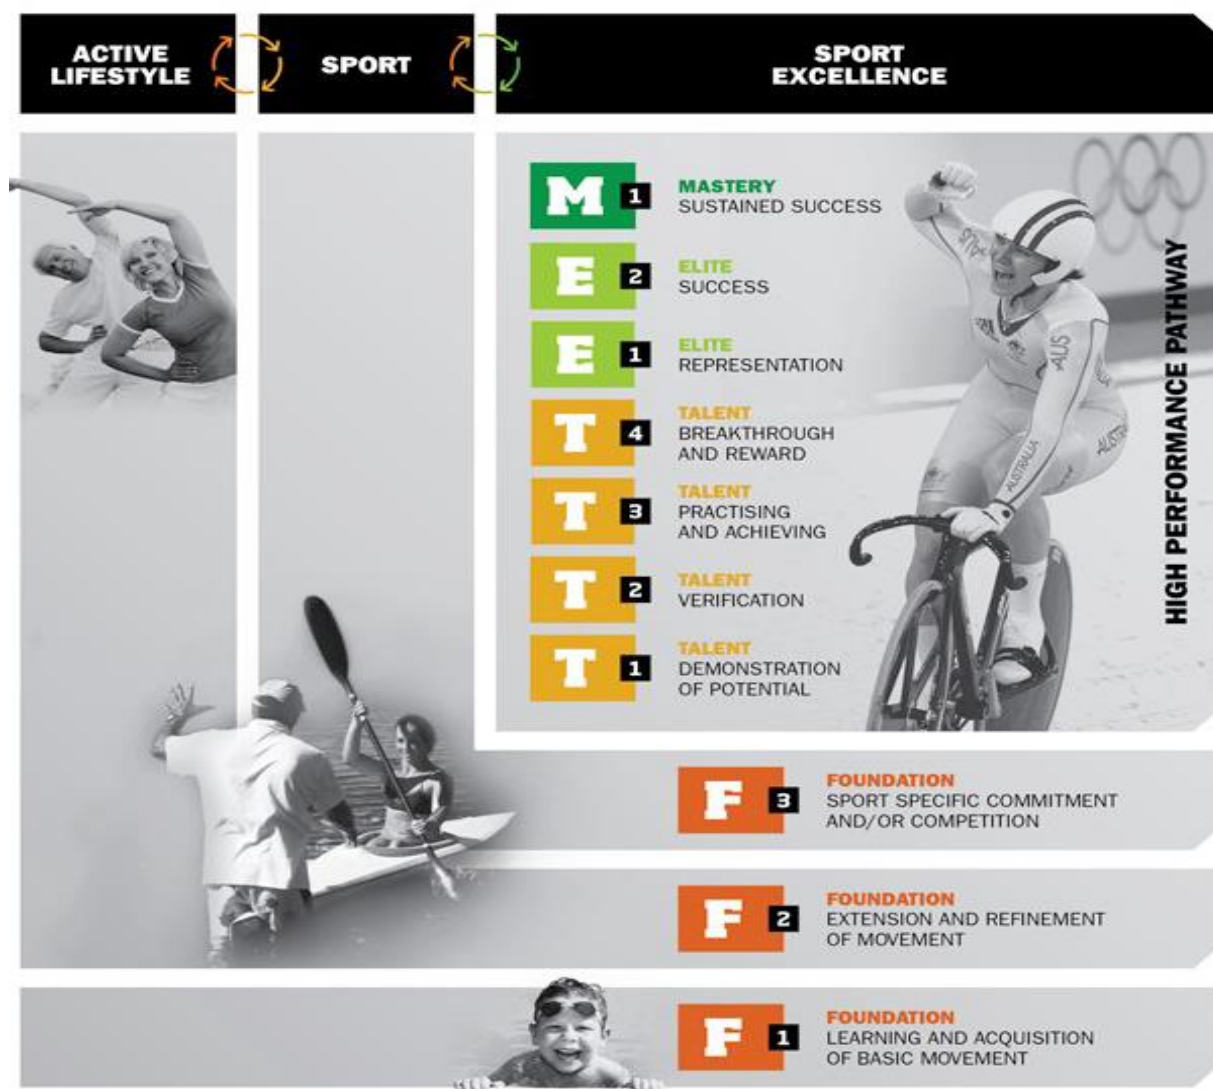 ACTIVE
LIFESTYLE
SPORT
SPORT
EXCELLENCE
M 1
MASTERY
SUSTAINED SUCCESS
E 2
ELITE
SUCCESS
E 1
ELITE
REPRESENTATION
T 4
TALENT
BREAKTHROUGH
AND REWARD
T 3
TALENT
PRACTISING
AND ACHIEVING
T 2
TALENT
VERIFICATION
T 1
TALENT
DEMONSTRATION
OF POTENTIAL
HIGH PERFORMANCE PATHWAY
AUS
AUSTRALIA
F 3
FOUNDATION
SPORT SPECIFIC COMMITMENT
AND/OR COMPETITION
F 2
FOUNDATION
EXTENSION AND REFINEMENT
OF MOVEMENT
F 1
FOUNDATION
LEARNING AND ACQUISITION
OF BASIC MOVEMENT